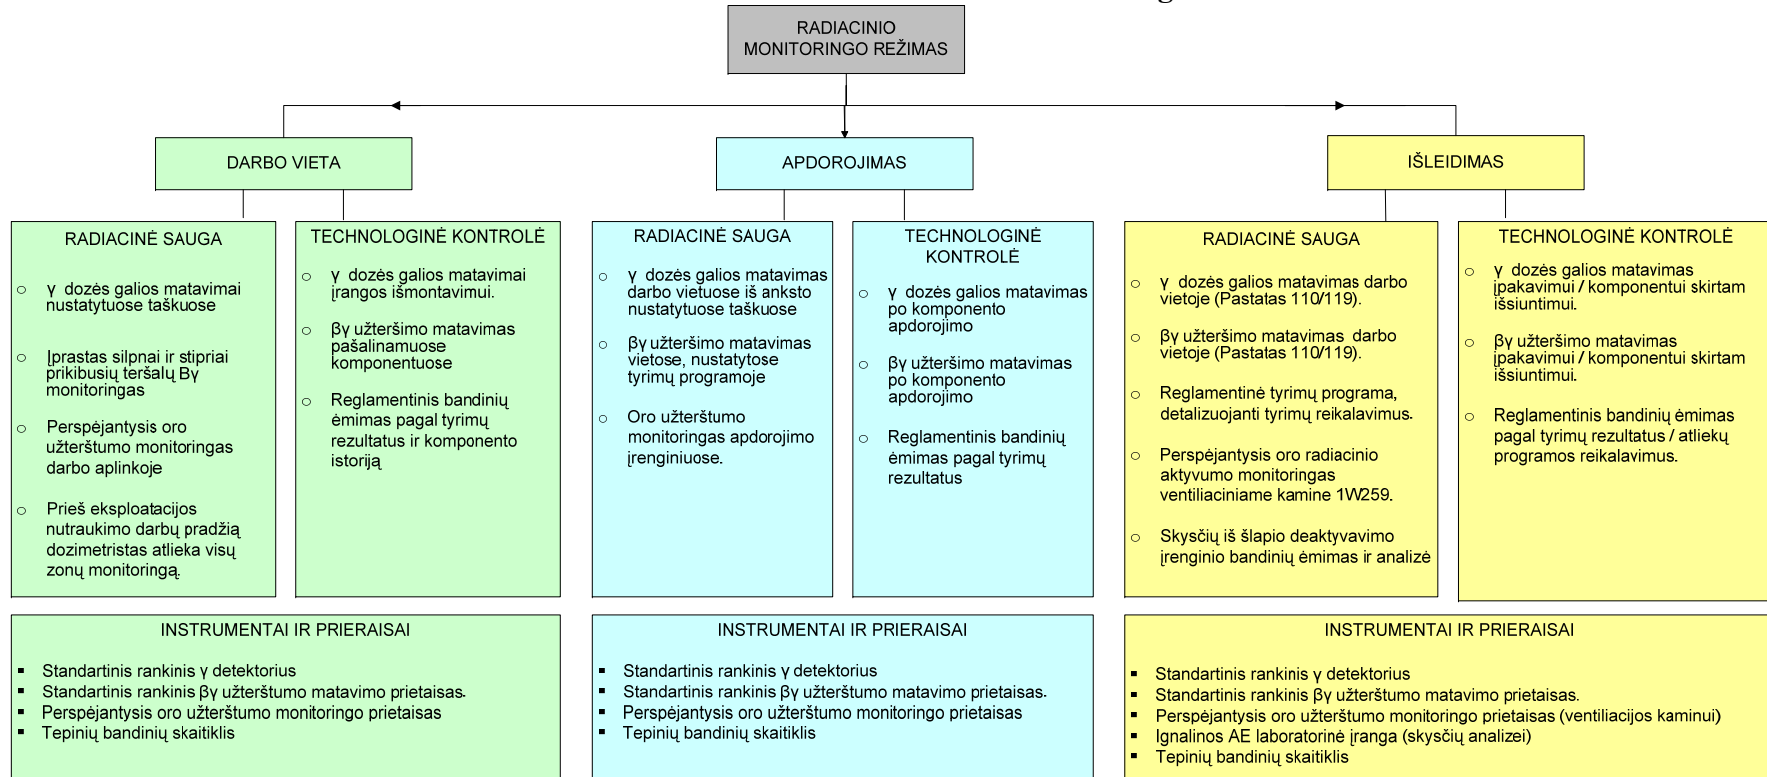 RADIACINIO
MONITORINGO REŽIMAS
DARBO VIETA
APDOROJIMAS
IŠLEIDIMAS
RADIACINĖ SAUGA
○ γ dozės galios matavimai
nustatytuose taškuose
○ Įprastas silpnai ir stipriai
prikibusių teršalų Bγ
monitoringas
○ Perspėjantysis oro
užterštumo monitoringas
darbo aplinkoje
○ Prieš eksploatacijos
nutraukimo darbų pradžią
dozimetristas atlieka visų
zonų monitoringą.
TECHNOLOGINĖ KONTROLĖ
○ γ dozės galios matavimai
įrangos išmontavimui.
○ βγ užteršimo matavimas
pašalinamuose
komponentuose
○ Reglamentinis bandinių
ėmimas pagal tyrimų
rezultatus ir komponento
istoriją
RADIACINĖ SAUGA
○ γ dozės galios matavimas
darbo vietuose iš anksto
nustatytuose taškuose
○ βγ užteršimo matavimas
vietose, nustatytose
tyrimų programoje
○ Oro užterštumo
monitoringas apdorojimo
įrenginiuose.
TECHNOLOGINĖ
KONTROLĖ
○ γ dozės galios matavimas
po komponento
apdorojimo
○ βγ užteršimo matavimas
po komponento
apdorojimo
○ Reglamentinis bandinių
ėmimas pagal tyrimų
rezultatus
RADIACINĖ SAUGA
○ γ dozės galios matavimas darbo
vietoje (Pastatas 110/119).
○ βγ užteršimo matavimas darbo
vietoje (Pastatas 110/119).
○ Reglamentinė tyrimų programa,
detalizuojanti tyrimų reikalavimus.
○ Perspėjantysis oro radiacinio
aktyvumo monitoringas
ventiliaciniame kamine 1W259.
○ Skysčių iš šlapio deaktyvavimo
įrenginio bandinių ėmimas ir analizė
TECHNOLOGINĖ KONTROLĖ
○ γ dozės galios matavimas
įpakavimui / komponentui skirtam
išsiuntimui.
○ βγ užteršimo matavimas
įpakavimui / komponentui skirtam
išsiuntimui.
○ Reglamentinis bandinių ėmimas
pagal tyrimų rezultatus / atliekų
programos reikalavimus.
INSTRUMENTAI IR PRIERAISAI
▪ Standartinis rankinis γ detektorius
▪ Standartinis rankinis βγ užterštumo matavimo prietaisas.
▪ Perspėjantysis oro užterštumo monitoringo prietaisas
▪ Tepinių bandinių skaitiklis
INSTRUMENTAI IR PRIERAISAI
▪ Standartinis rankinis γ detektorius
▪ Standartinis rankinis βγ užterštumo matavimo prietaisas.
▪ Perspėjantysis oro užterštumo monitoringo prietaisas
▪ Tepinių bandinių skaitiklis
INSTRUMENTAI IR PRIERAISAI
▪ Standartinis rankinis γ detektorius
▪ Standartinis rankinis βγ užterštumo matavimo prietaisas.
▪ Perspėjantysis oro užterštumo monitoringo prietaisas (ventiliacijos kaminui)
▪ Ignalinos AE laboratorinė įranga (skysčių analizei)
▪ Tepinių bandinių skaitiklis